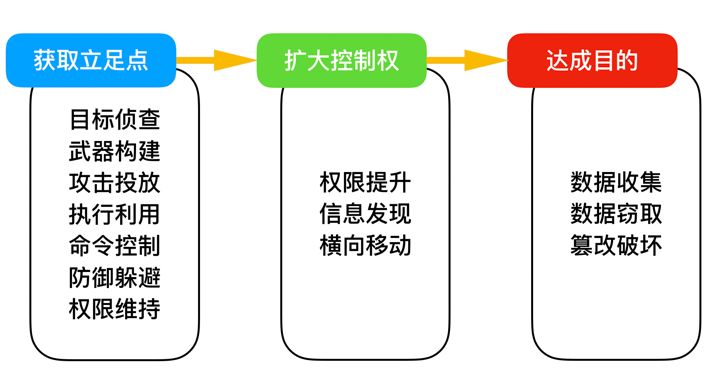 获取立足点
目标侦查
武器构建
攻击投放
执行利用
命令控制
防御躲避
权限维持
扩大控制权
权限提升
信息发现
横向移动
达成目的
数据收集
数据窃取
篡改破坏